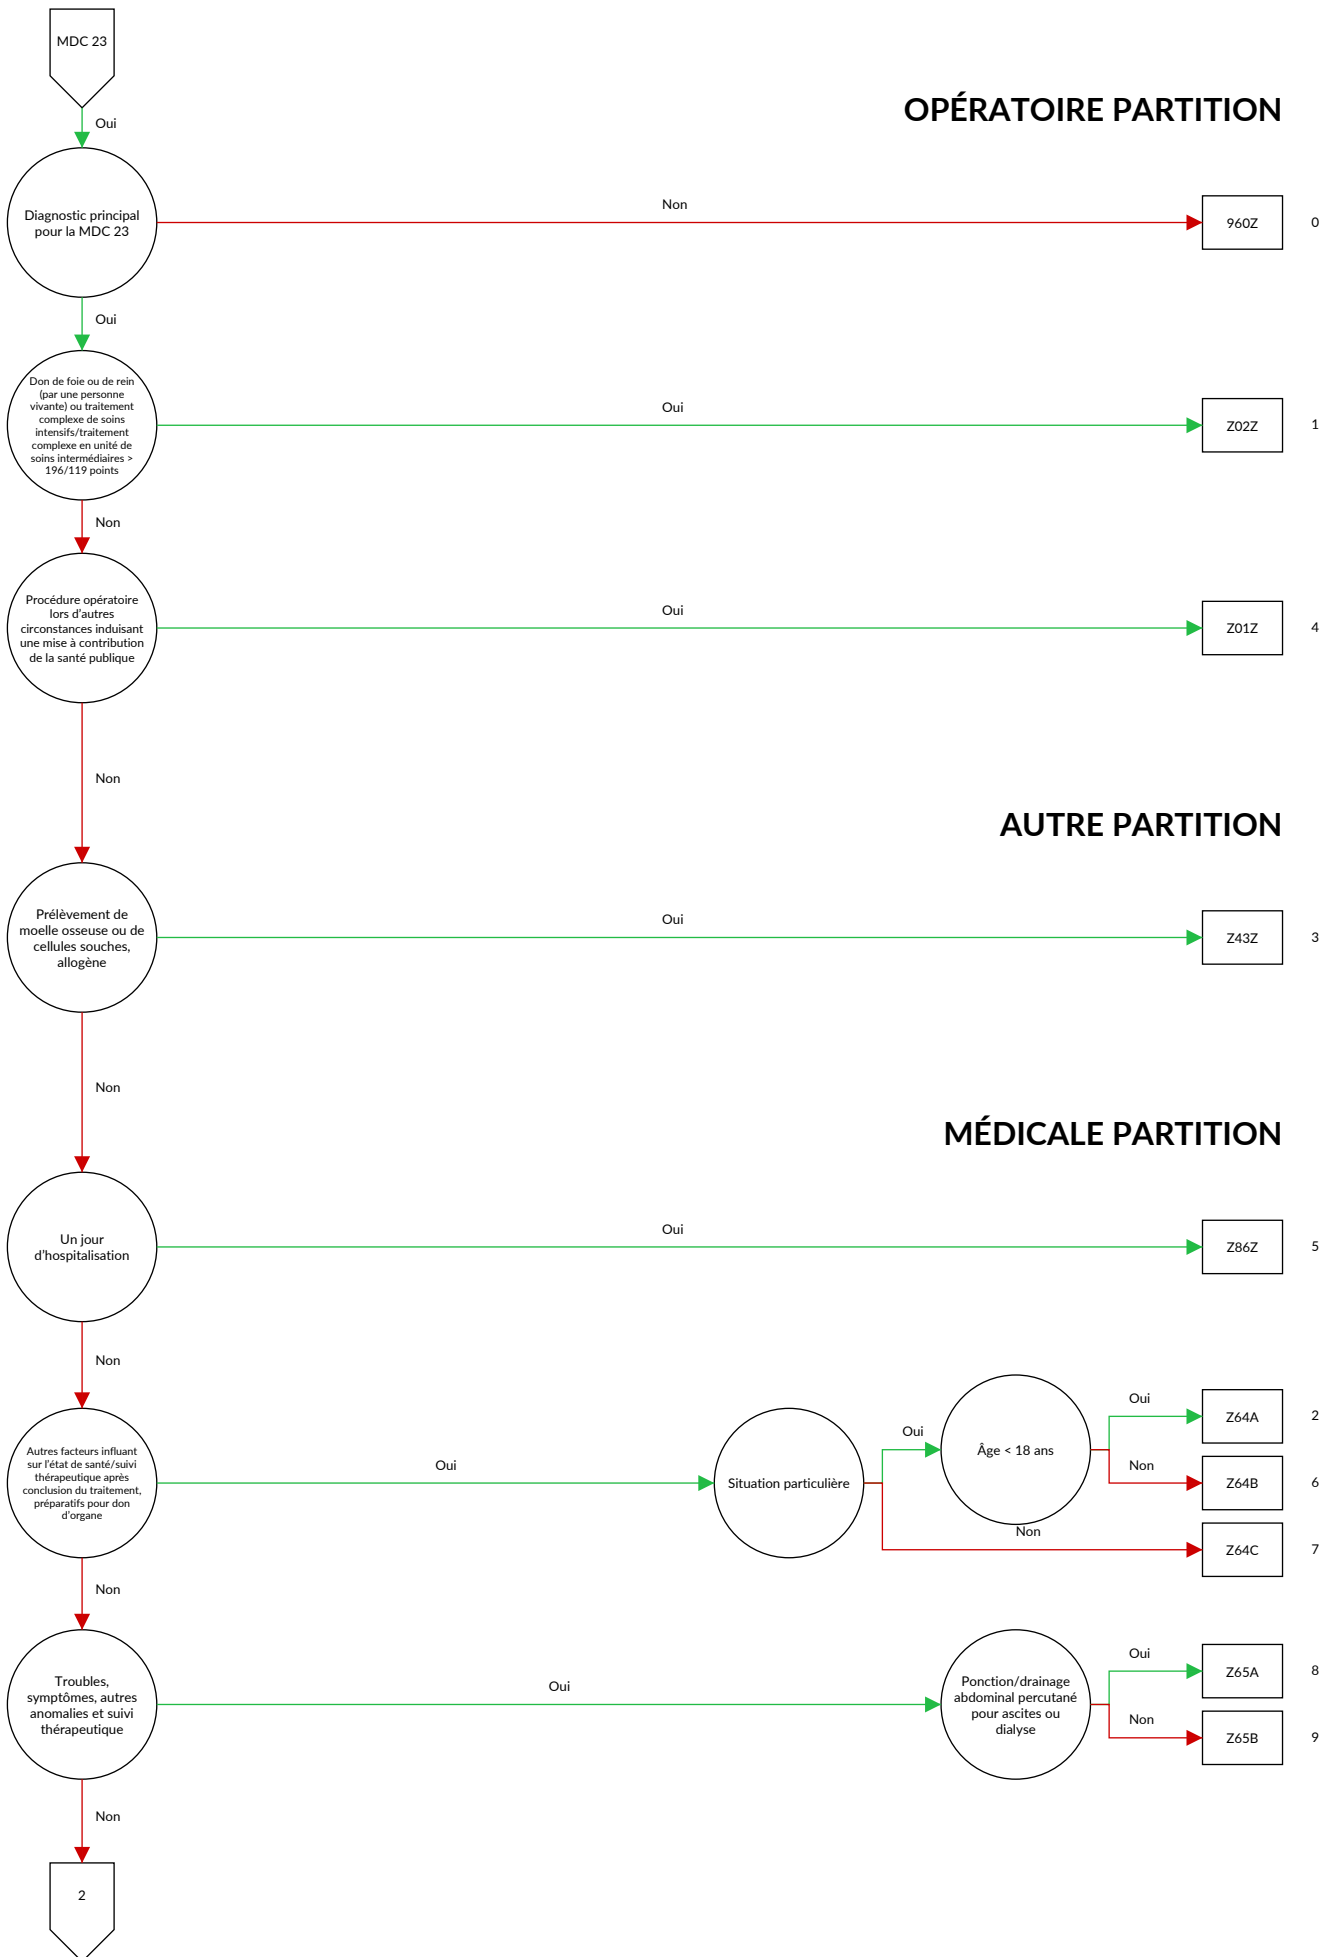 MDC 23
Oui
OPÉRATOIRE PARTITION
Diagnostic principal
pour la MDC 23
Non
960Z
0
Oui
Don de foie ou de rein
(par une personne
vivante) ou traitement
complexe de soins
intensifs/traitement
complexe en unité de
soins intermédiaires >
196/119 points
Oui
Z02Z
1
Non
Procédure opératoire
lors d'autres
circonstances induisant
une mise à contribution
de la santé publique
Oui
Z01Z
4
Non
AUTRE PARTITION
Prélèvement de
moelle osseuse ou de
cellules souches,
allogène
Oui
Z43Z
3
Non
MÉDICALE PARTITION
Un jour
d'hospitalisation
Oui
Z86Z
5
Non
Autres facteurs influant
sur l'état de santé/suivi
thérapeutique après
conclusion du traitement,
préparatifs pour don
d'organe
Oui
Situation particulière
Oui
Âge < 18 ans
Oui
Z64A
2
Non
Z64B
6
Non
Z64C
7
Non
Troubles,
symptômes, autres
anomalies et suivi
thérapeutique
Oui
Ponction/drainage
abdominal percutané
pour ascites ou
dialyse
Oui
Z65A
8
Non
Z65B
9
Non
2